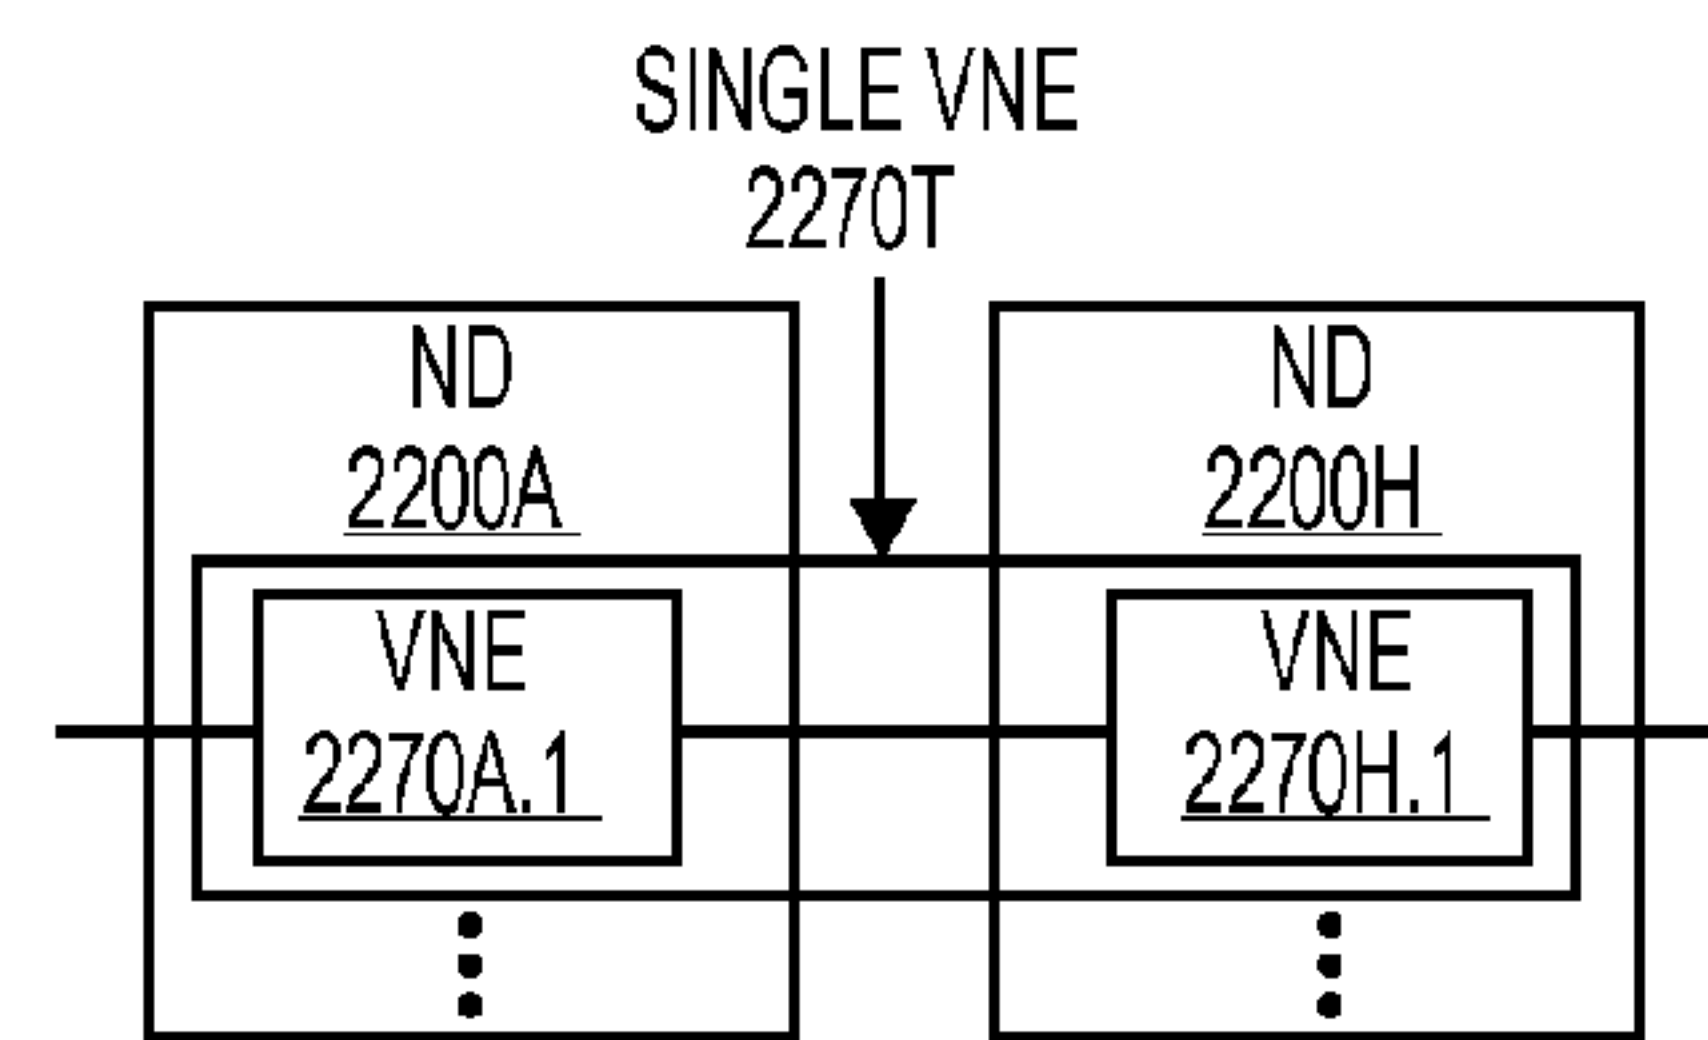 SINGLE VNE
2270T
ND
2200A
ND
2200H
VNE
2270A.1
VNE
2270H.1